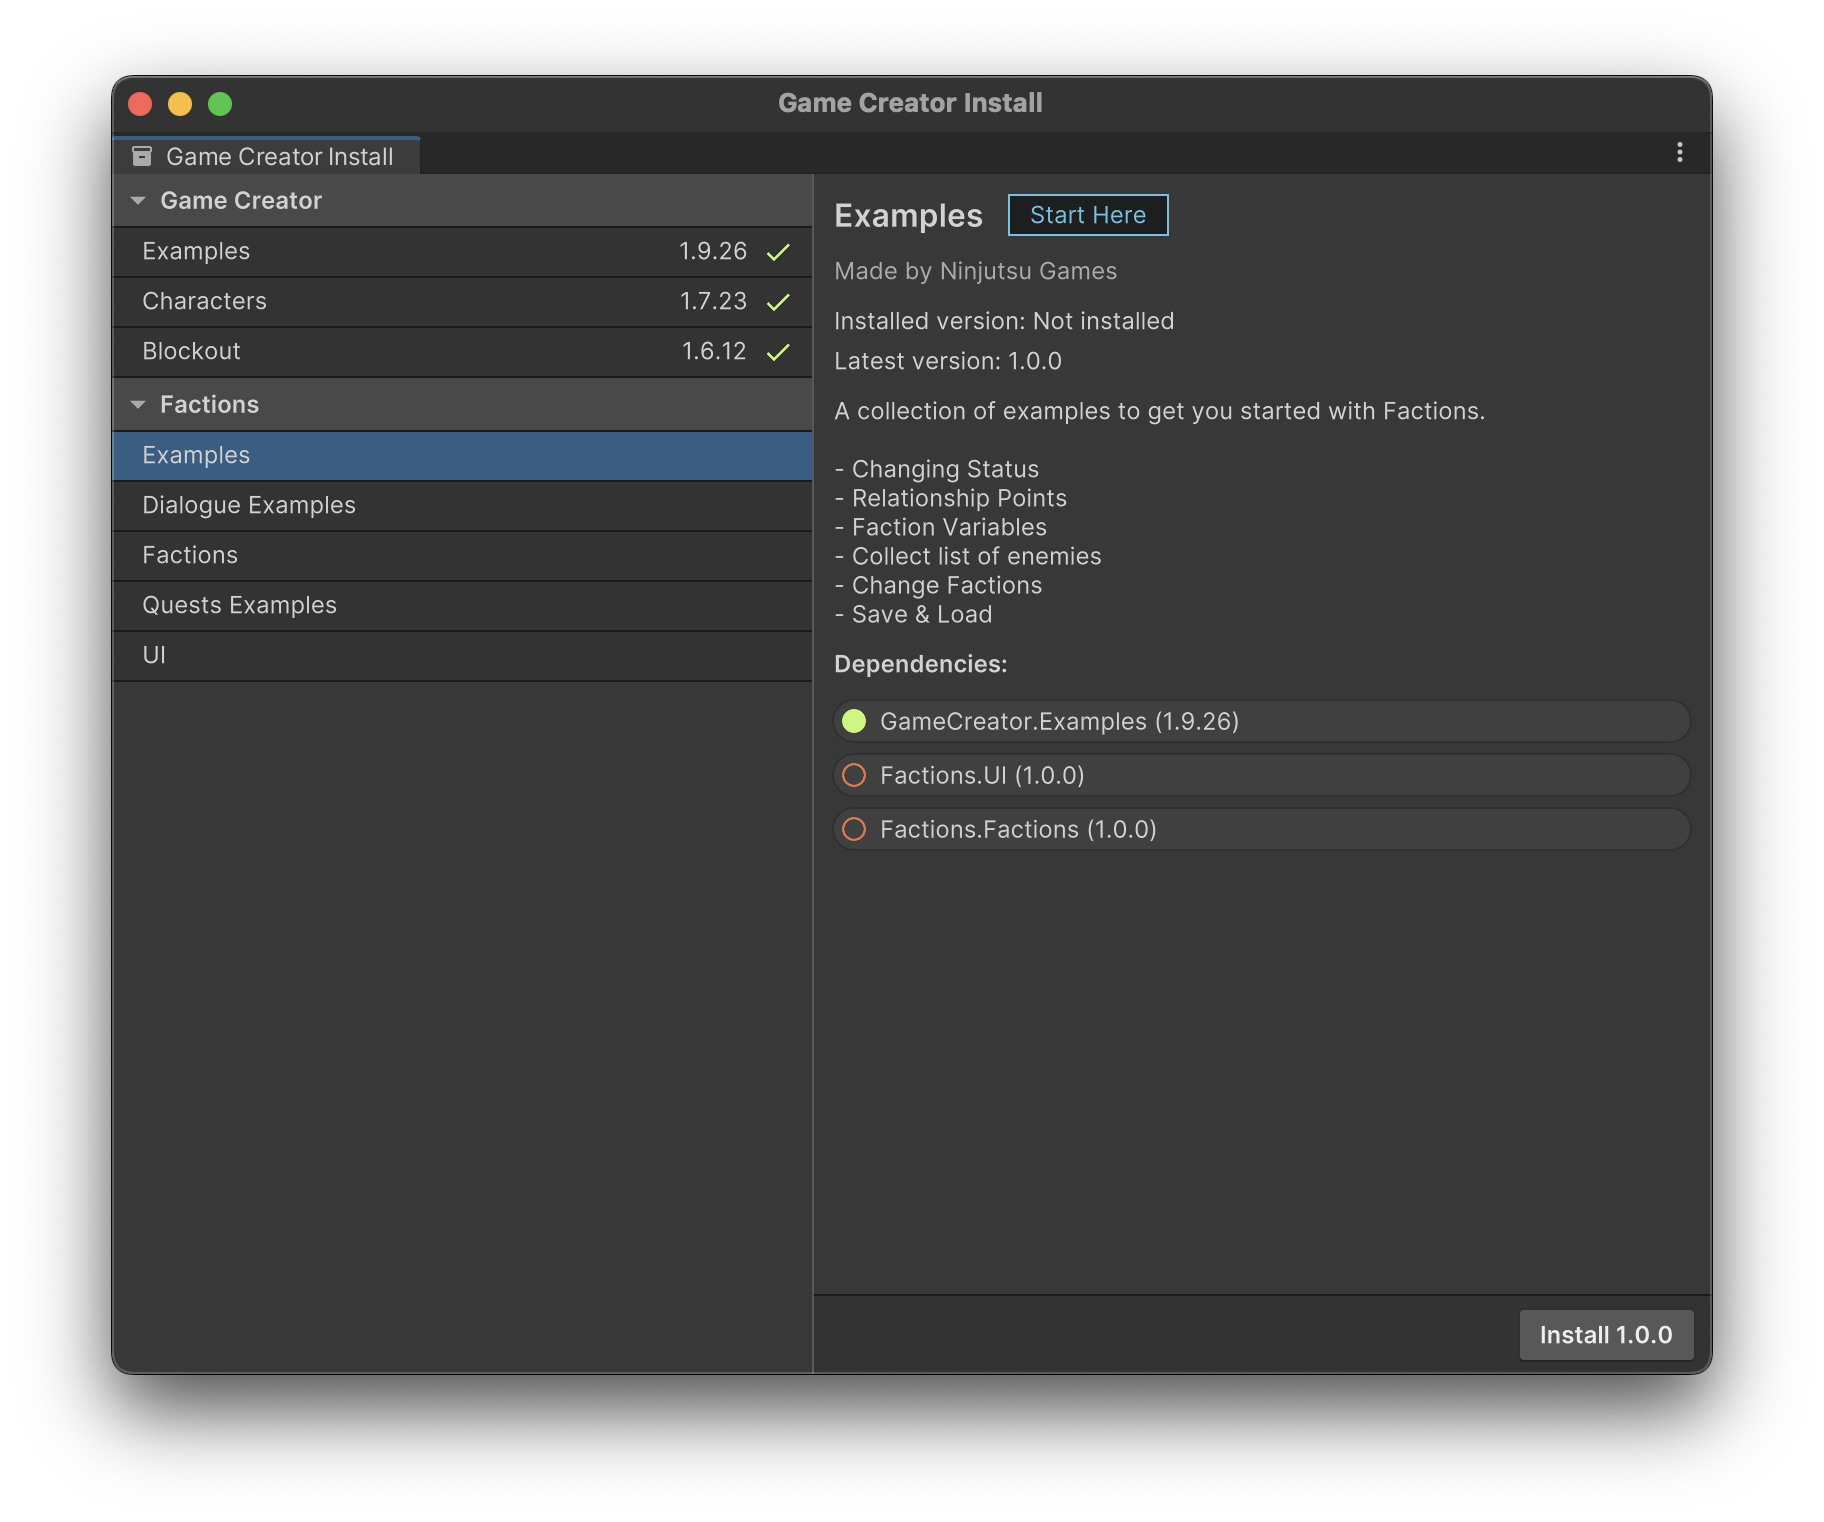 Game Creator Install
Game Creator Install
Game Creator
Examples 1.9.26
Characters 1.7.23
Blockout 1.6.12
Factions
Examples
Dialogue Examples
Factions
Quests Examples
UI
Examples Start Here
Made by Ninjutsu Games
Installed version: Not installed
Latest version: 1.0.0
A collection of examples to get you started with Factions.
- Changing Status
- Relationship Points
- Faction Variables
- Collect list of enemies
- Change Factions
- Save & Load
Dependencies:
GameCreator.Examples (1.9.26)
Factions.UI (1.0.0)
Factions.Factions (1.0.0)
Install 1.0.0